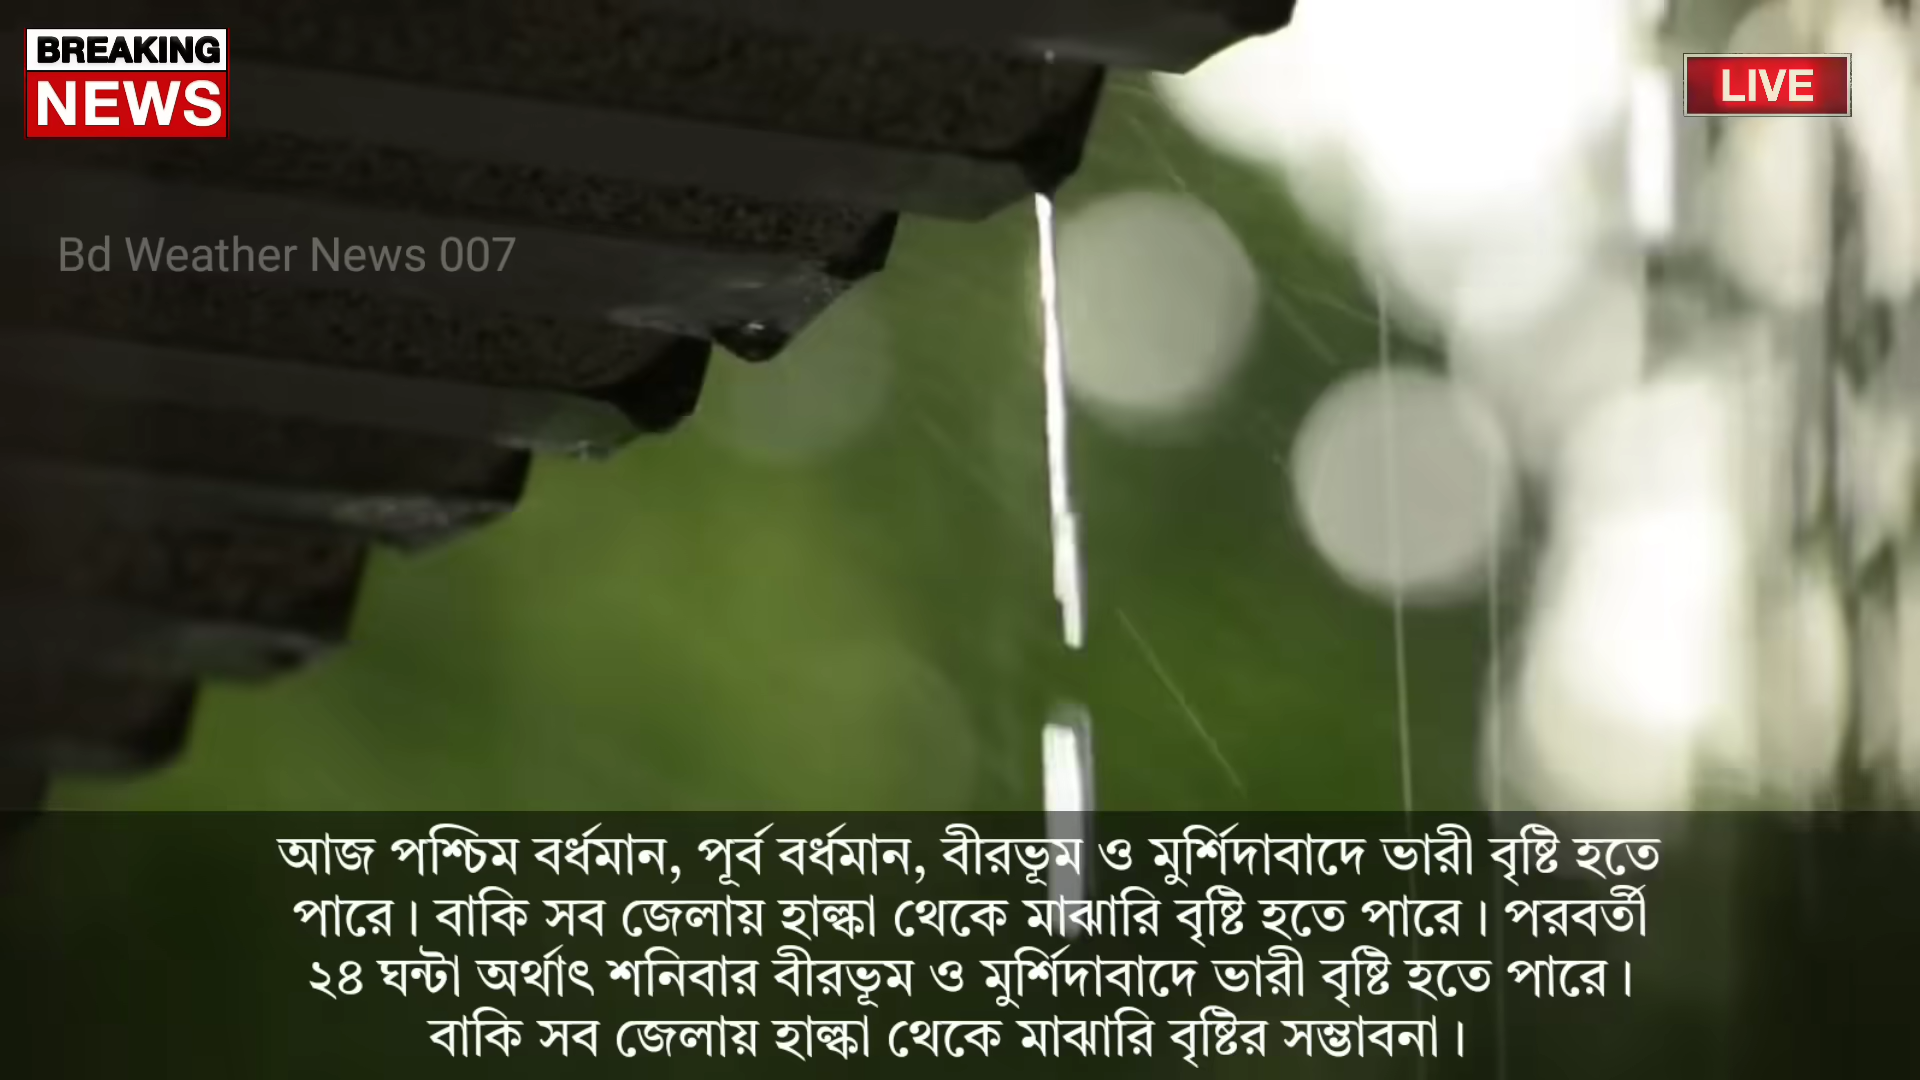 BREAKING
NEWS
LIVE
Bd Weather News 007
আজ পশ্চিম বর্ধমান, পূর্ব বর্ধমান, বীরভূম ও মুর্শিদাবাদে ভারী বৃষ্টি হতে
পারে। বাকি সব জেলায় হাল্কা থেকে মাঝারি বৃষ্টি হতে পারে। পরবর্তী
২৪ ঘন্টা অর্থাৎ শনিবার বীরভূম ও মুর্শিদাবাদে ভারী বৃষ্টি হতে পারে।
বাকি সব জেলায় হাল্কা থেকে মাঝারি বৃষ্টির সম্ভাবনা।